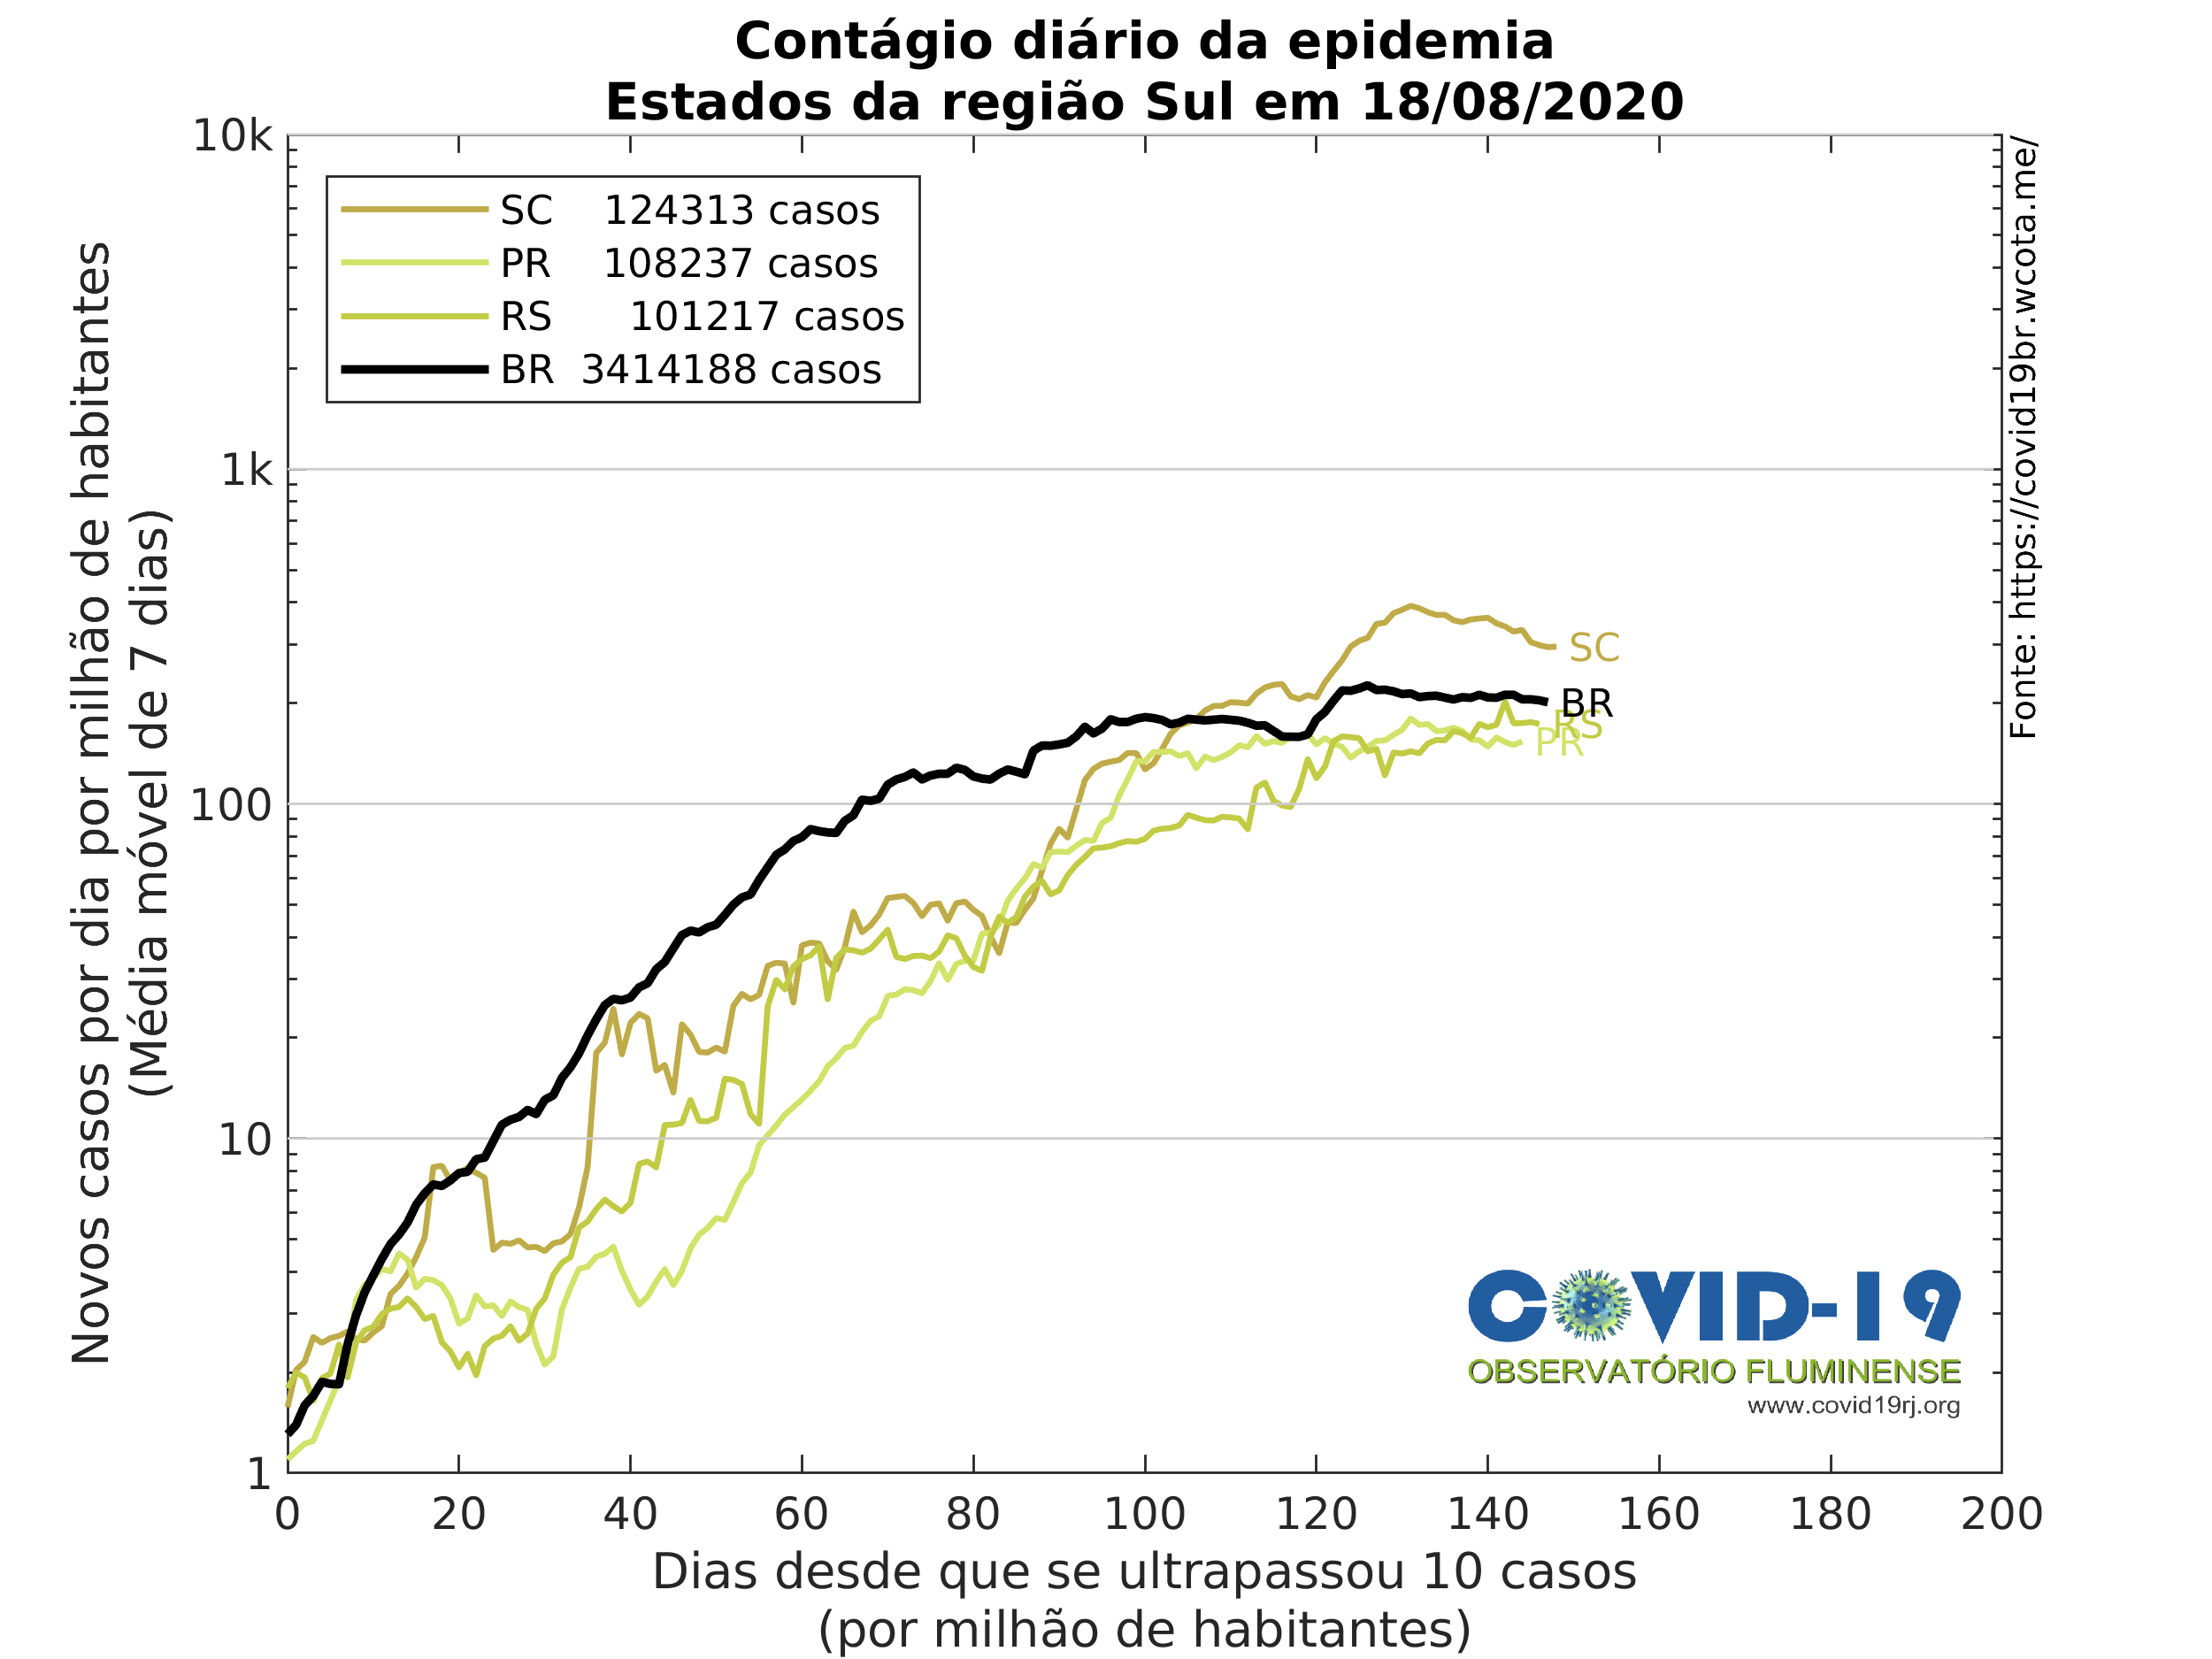 Contágio diário da epidemia
Estados da região Sul em 18/08/2020
10k
1k
100
10
1
SC 124313 casos
PR 108237 casos
RS 101217 casos
BR 3414188 casos
Novos casos por dia por milhão de habitantes
(Média móvel de 7 dias)
Fonte: https://covid19br.wcota.me/
SC
BR
RS
PR
COVID-19
OBSERVATÓRIO FLUMINENSE
www.covid19rj.org
0 20 40 60 80 100 120 140 160 180 200
Dias desde que se ultrapassou 10 casos
(por milhão de habitantes)